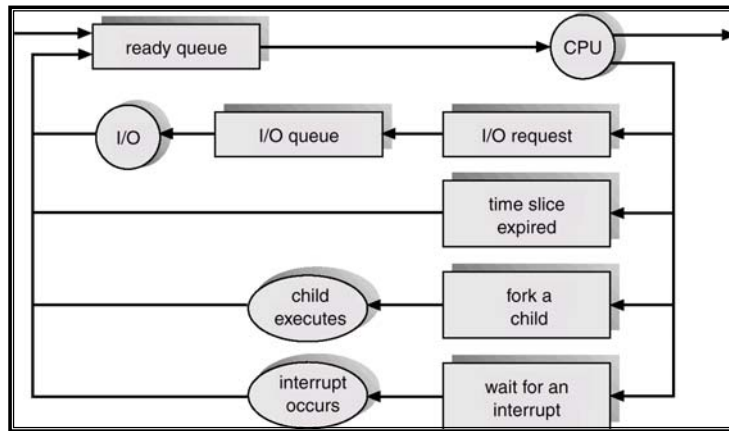 ready queue
CPU
I/O
I/O queue
I/O request
time slice
expired
child
executes
fork a
child
interrupt
occurs
wait for an
interrupt